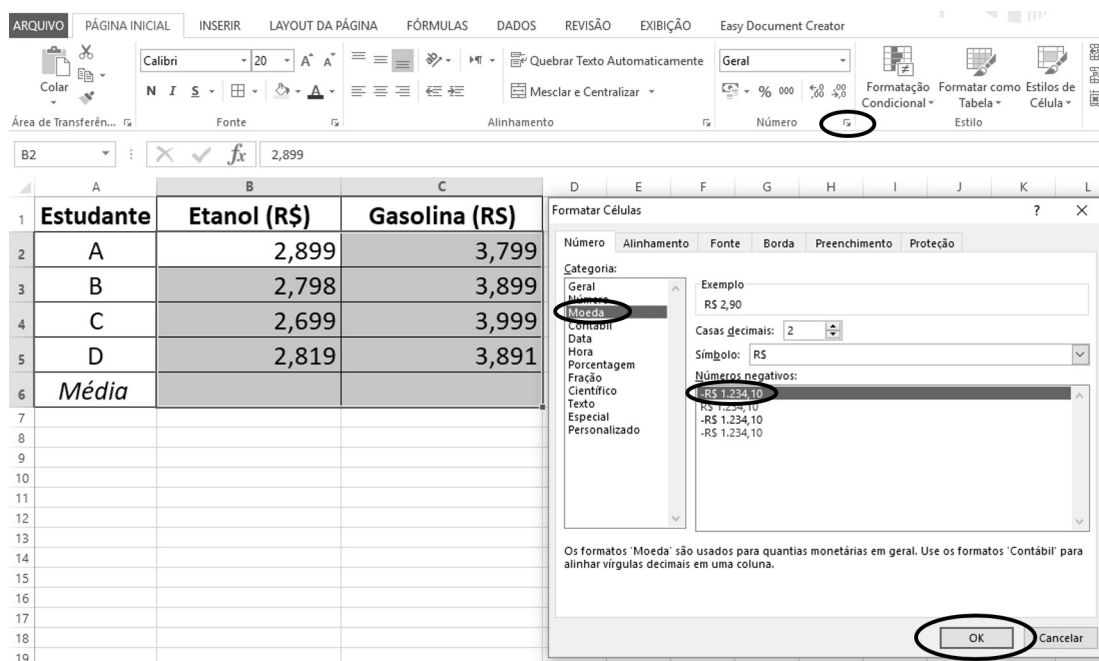 ARQUIVO PÁGINA INICIAL INSERIR LAYOUT DA PÁGINA FÓRMULAS DADOS REVISÃO EXIBIÇÃO Easy Document Creator
Colar
Calibri 20 A A
Quebrar Texto Automaticamente
Geral
N I S A
Mesclar e Centralizar
% 000
Formatação Condicional
Formatar como Tabela
Estilos de Célula
Área de Transferên... Fonte Alinhamento Número Estilo
B2 fx 2,899
A B C D E F G H I J K L
1 Estudante Etanol (R$) Gasolina (RS)
2 A 2,899 3,799
3 B 2,798 3,899
4 C 2,699 3,999
5 D 2,819 3,891
6 Média
7
8
9
10
11
12
13
14
15
16
17
18
19
Formatar Células ? X
Número Alinhamento Fonte Borda Preenchimento Proteção
Categoria:
Geral
Número
Moeda
Contábil
Data
Hora
Porcentagem
Fração
Científico
Texto
Especial
Personalizado
Exemplo
R$ 2,90
Casas decimais: 2
Símbolo: R$
Números negativos:
-R$ 1.234,10
R$ 1.234,10
-R$ 1.234,10
-R$ 1.234,10
Os formatos 'Moeda' são usados para quantias monetárias em geral. Use os formatos 'Contábil' para
alinhar vírgulas decimais em uma coluna.
OK Cancelar